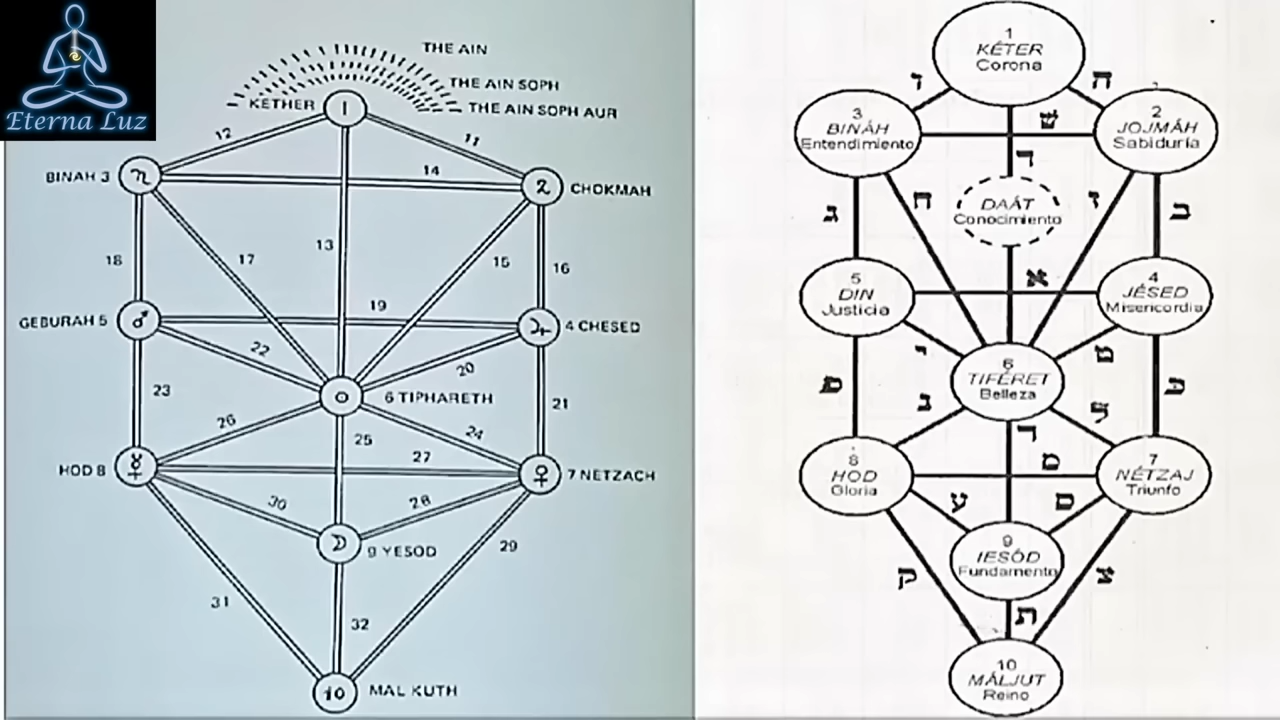 Eterna Luz
THE AIN
THE AIN SOPH
THE AIN SOPH AUR
KETHER 1
12
11
BINAH 3
14
2 CHOKMAH
18
17
13
15
16
19
GEBURAH 5
4 CHESED
22
20
23
6 TIPHARETH
21
26
25
24
27
HOD 8
7 NETZACH
30
28
9 YESOD
29
31
32
10 MAL KUTH
1
KÉTER
Corona
ה
3
BINÁH
Entendimiento
ש
2
JOJMÁH
Sabiduría
ג
ח
DAÁT
Conocimiento
ז
ב
5
DIN
Justicia
א
4
JÉSED
Misericordia
י
ט
6
TIFÉRET
Belleza
8
HOD
Gloria
7
NÉTZAJ
Triunfo
ע
9
IESÓD
Fundamento
ק
ת
10
MÁLJUT
Reino